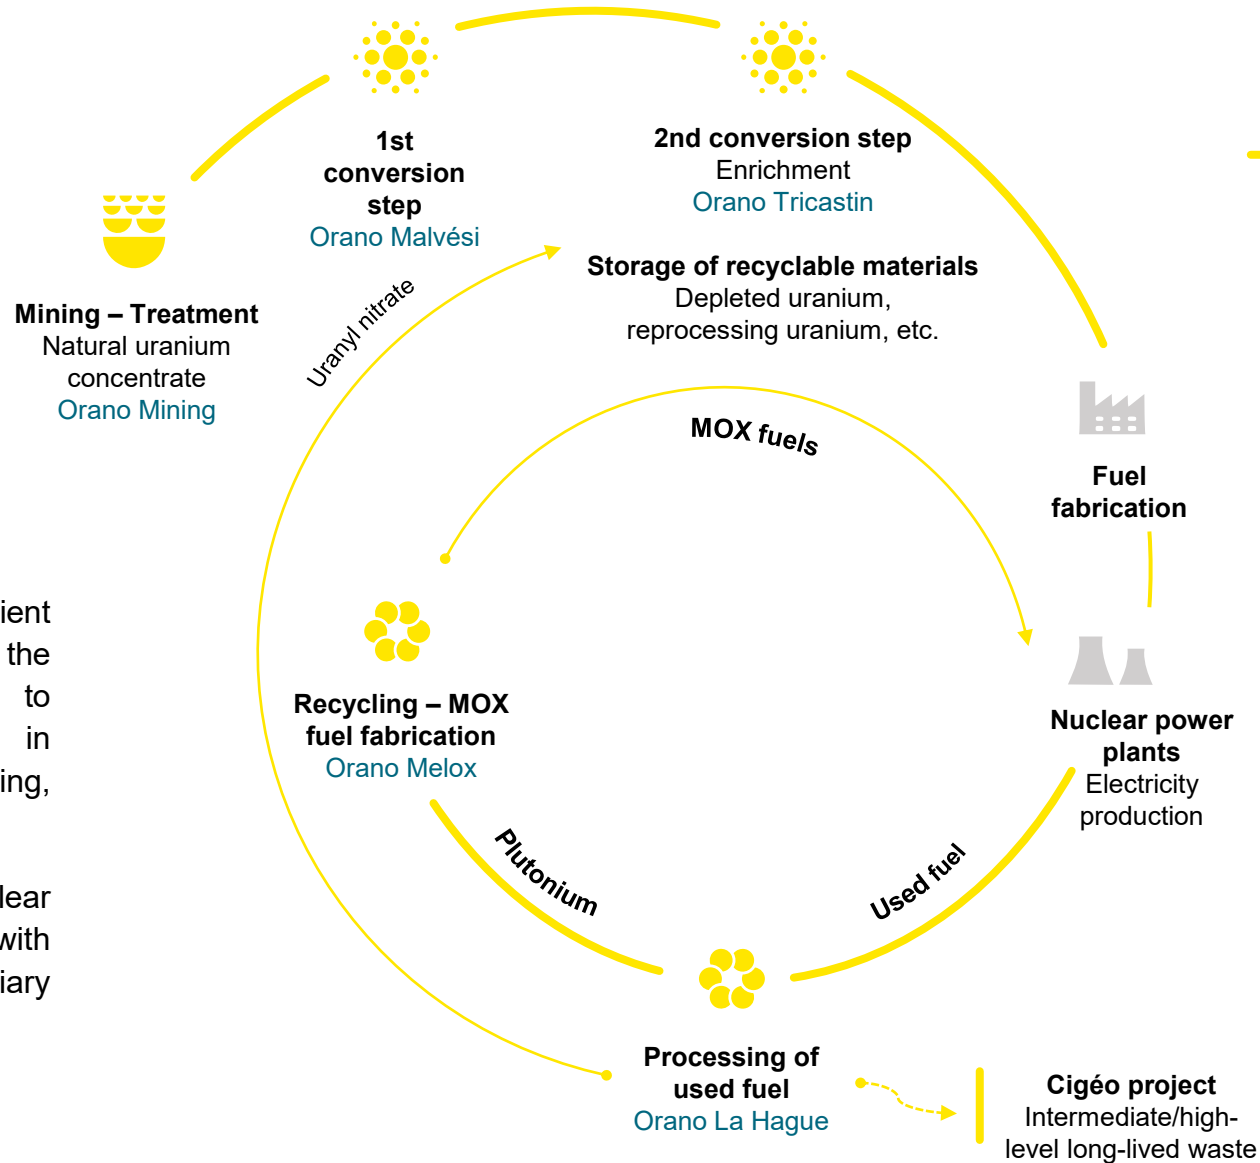 1st
conversion
step
Orano Malvési
2nd conversion step
Enrichment
Orano Tricastin
Storage of recyclable materials
Depleted uranium,
reprocessing uranium, etc.
Mining – Treatment
Natural uranium
concentrate
Orano Mining
Uranyl nitrate
MOX fuels
Fuel
fabrication
ient
the
to
in
ing,
lear
with
iary
Recycling – MOX
fuel fabrication
Orano Melox
Nuclear power
plants
Electricity
production
Plutonium
Used fuel
Processing of
used fuel
Orano La Hague
Cigéo project
Intermediate/high-
level long-lived waste